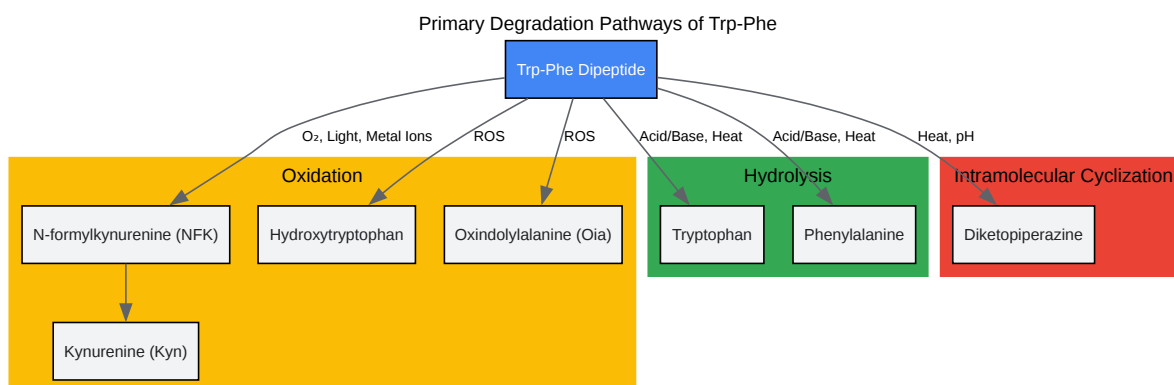 Primary Degradation Pathways of Trp-Phe
Trp-Phe Dipeptide
O₂, Light, Metal Ions
ROS
ROS
Acid/Base, Heat
Acid/Base, Heat
Heat, pH
Oxidation
Hydrolysis
Intramolecular Cyclization
N-formylkynurenine (NFK)
Hydroxytryptophan
Oxindolylalanine (Oia)
Tryptophan
Phenylalanine
Diketopiperazine
Kynurenine (Kyn)